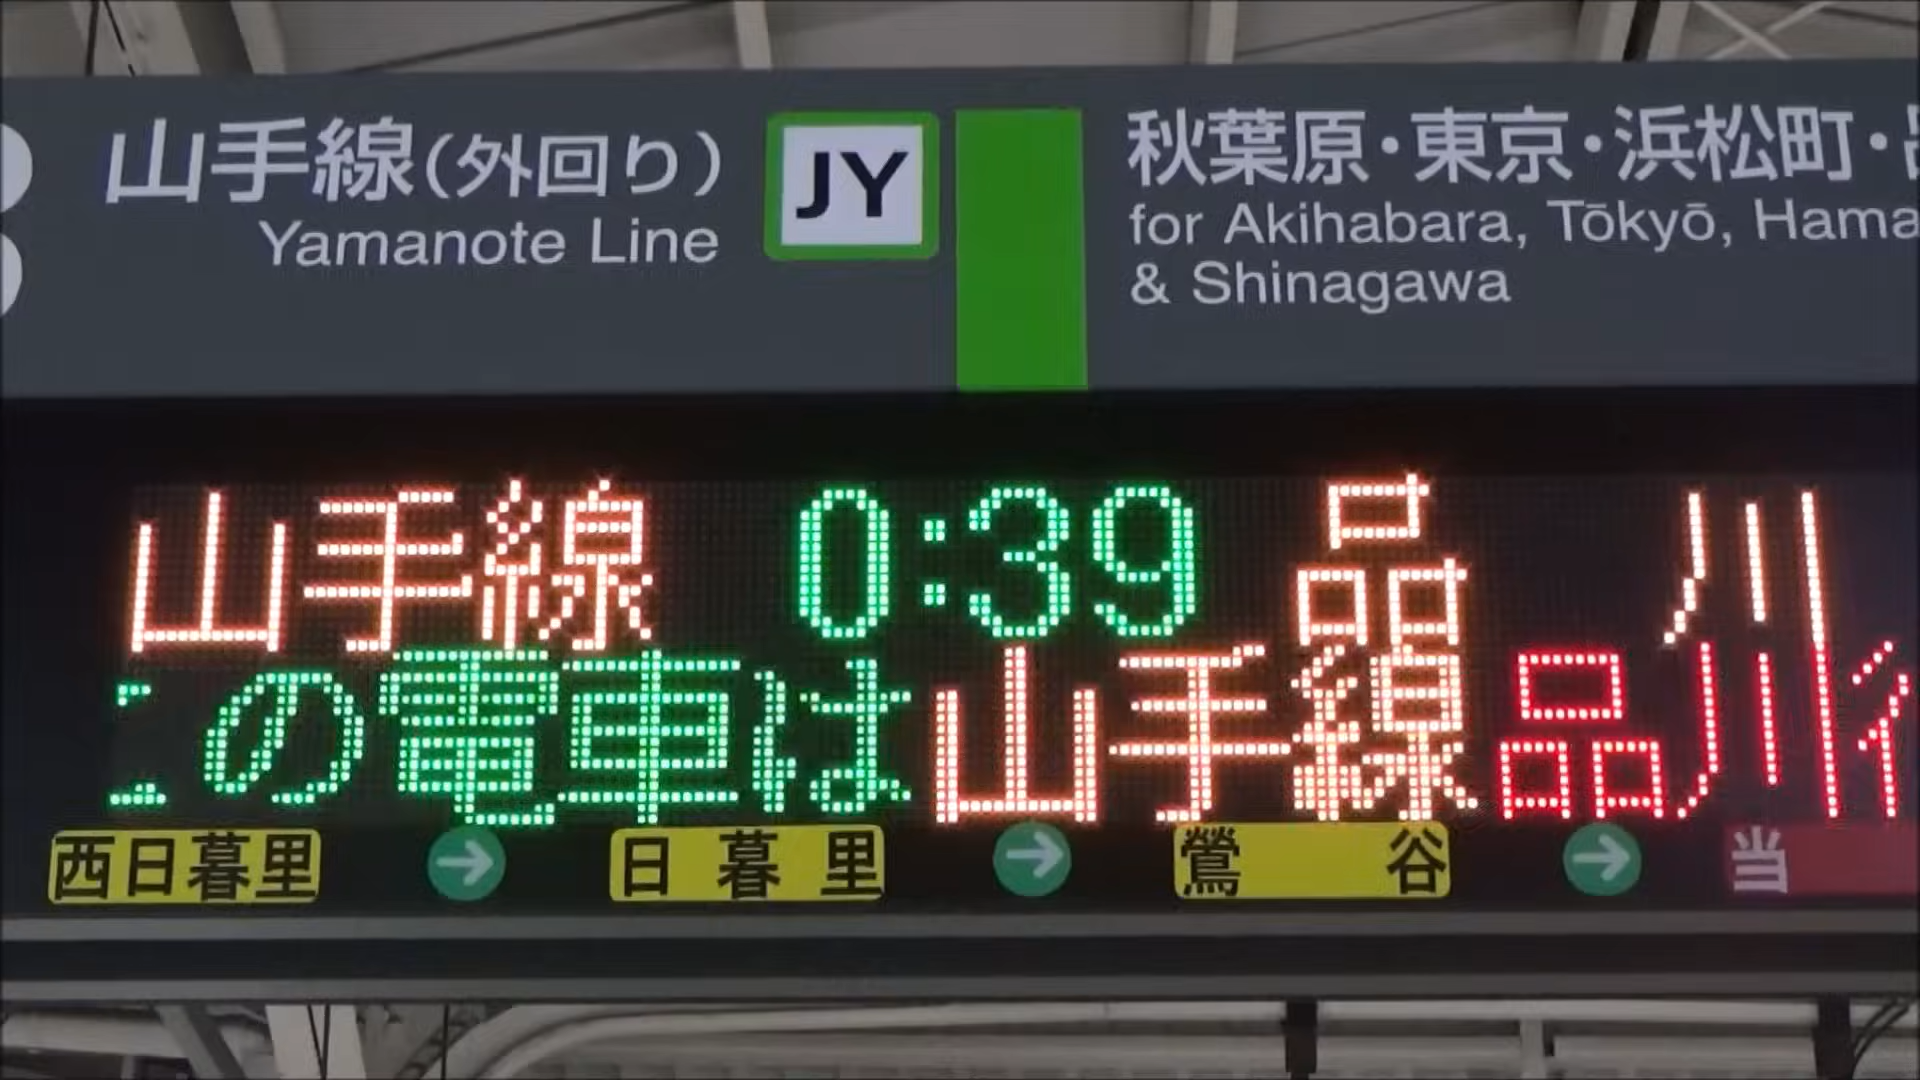 山手線(外回り) JY
Yamanote Line
秋葉原・東京・浜松町・
for Akihabara, Tōkyō,
& Shinagawa
山手線 0:39 品川
この電車は山手線品川行
西日暮里 → 日暮里 → 鶯谷 → 当